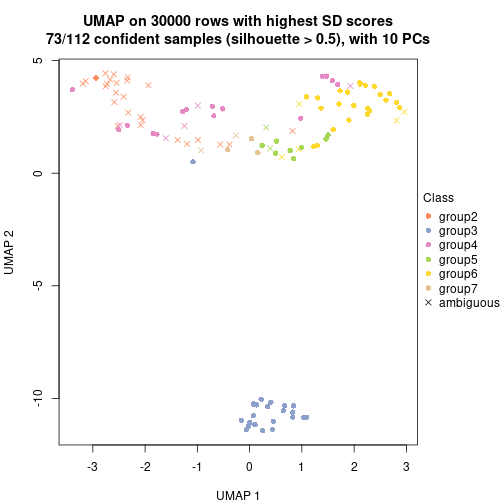 UMAP on 30000 rows with highest SD scores
73/112 confident samples (silhouette > 0.5), with 10 PCs
5
0
-5
-10
UMAP 2
-3
-2
-1
0
1
2
3
UMAP 1
Class
group2
group3
group4
group5
group6
group7
ambiguous